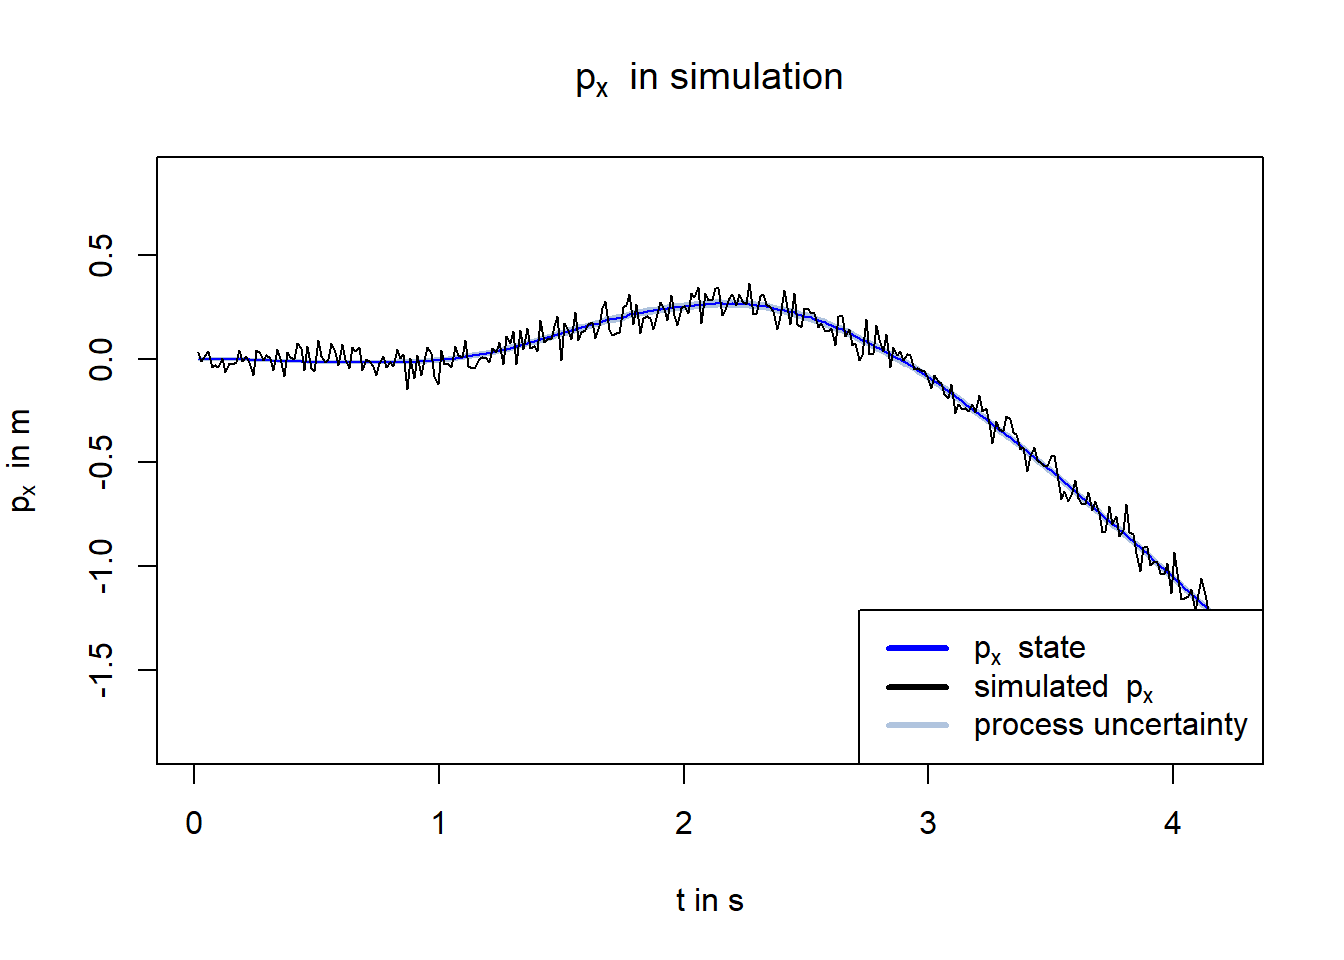 pₓ in simulation
pₓ in m
0.5
0.0
-0.5
-1.0
-1.5
pₓ state
simulated pₓ
process uncertainty
0 1 2 3 4
t in s